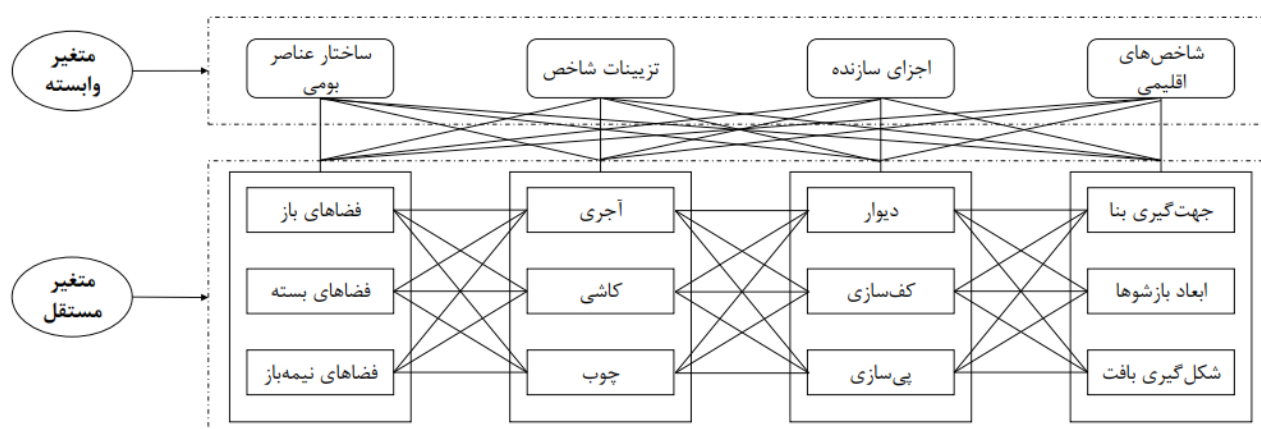 متغیر
وابسته
شاخص‌های
اقلیمی
اجزای سازنده
تزیینات شاخص
ساختار عناصر
بومی
متغیر
مستقل
جهت‌گیری بنا
دیوار
آجری
فضاهای باز
ابعاد بازشوها
کف‌سازی
کاشی
فضاهای بسته
شکل‌گیری بافت
پی‌سازی
چوب
فضاهای نیمه‌باز